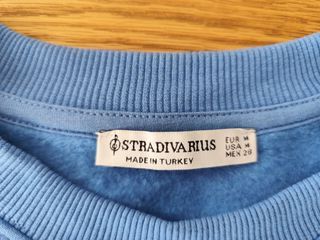 STRADIVARIUS
MADE IN TURKEY
EUR M
USA M
MEX 28